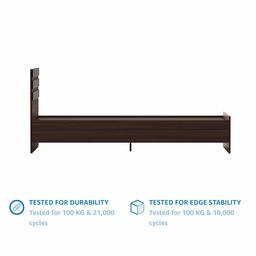 TESTED FOR DURABILITY
Tested for 100 KG & 21,000
cycles
TESTED FOR EDGE STABILITY
Tested for 100 KG & 10,000
cycles